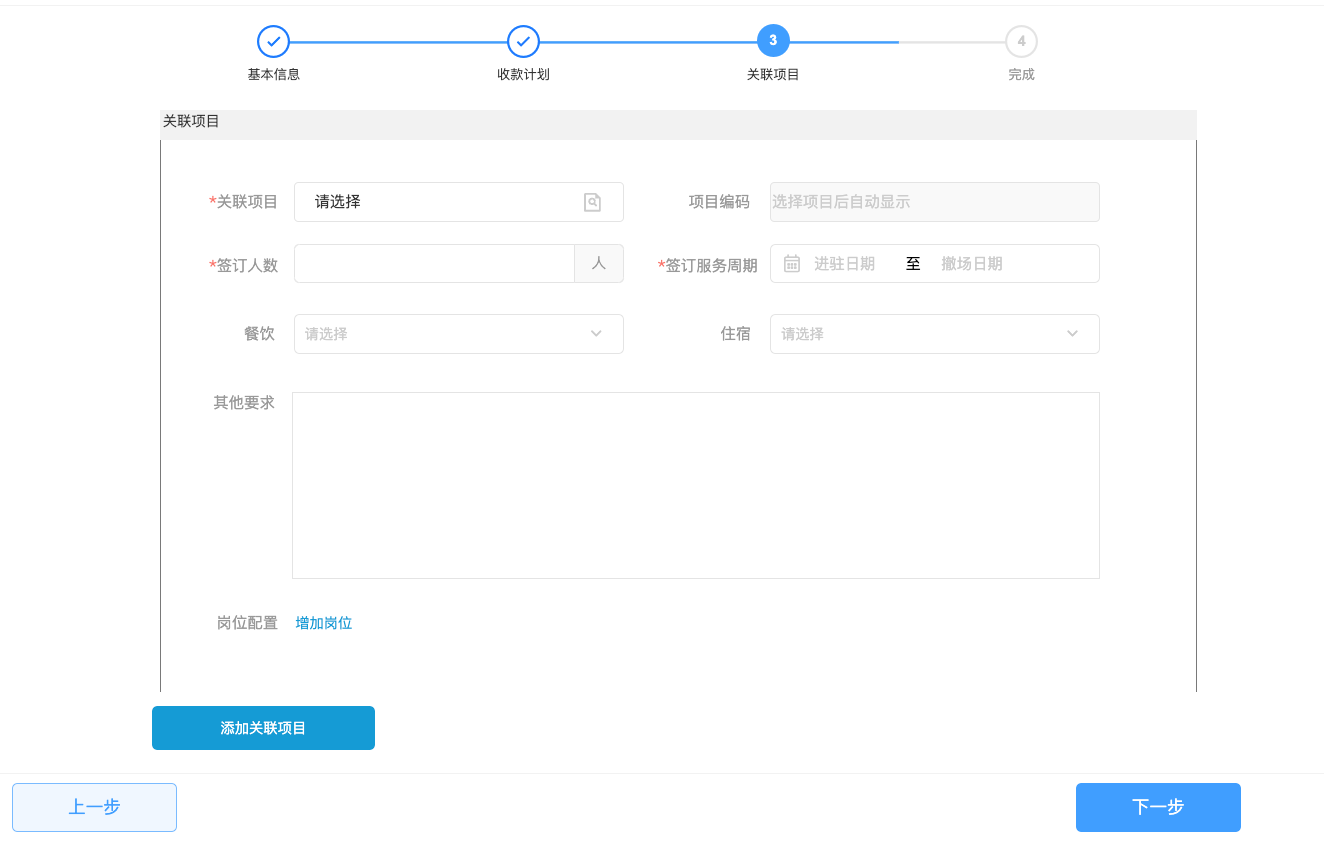 3
4
基本信息
收款计划
关联项目
完成
关联项目
*关联项目 请选择 项目编码 选择项目后自动显示
*签订人数 人 *签订服务周期 进驻日期 至 撤场日期
餐饮 请选择 住宿 请选择
其他要求
岗位配置 增加岗位
添加关联项目
上一步 下一步